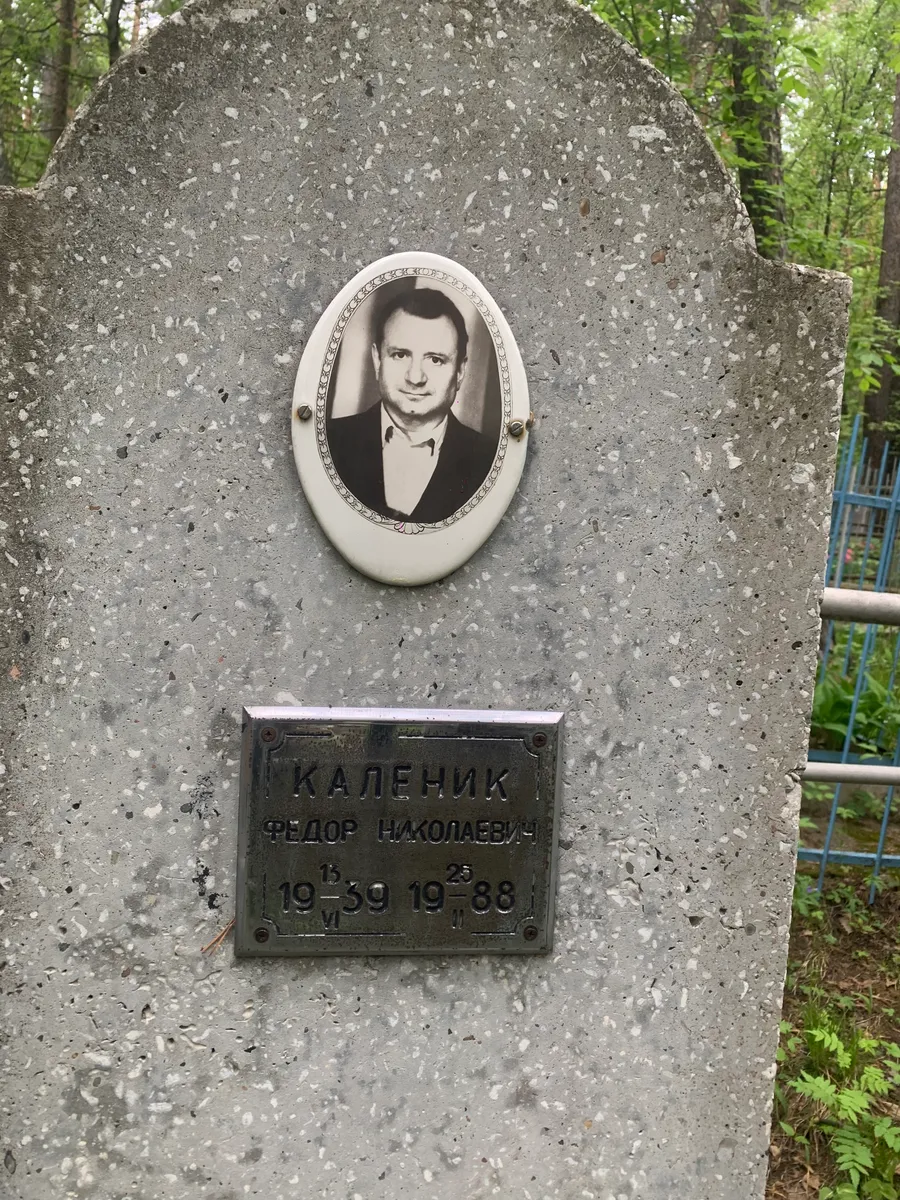 КАЛЕНИК
ФЕДОР НИКОЛАЕВИЧ
19 13/VI 39 19 25/II 88